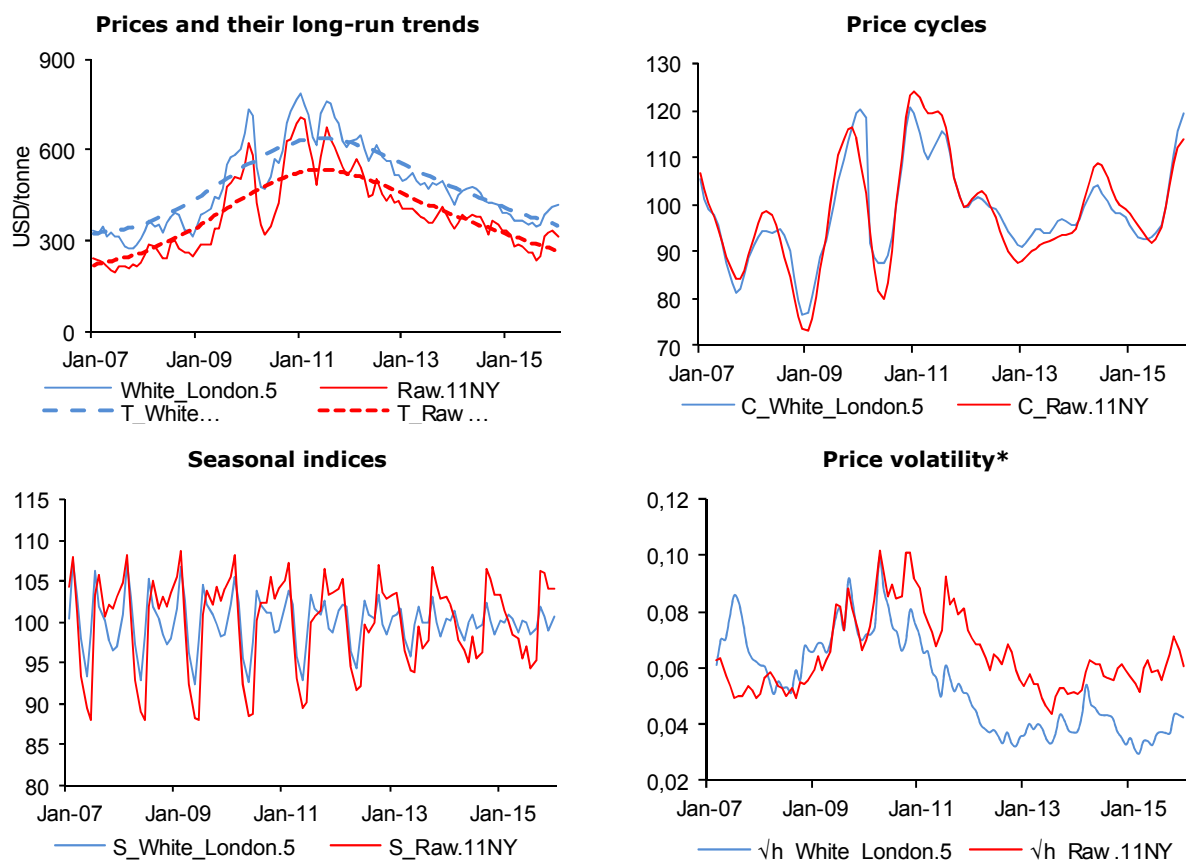 Prices and their long-run trends
USD/tonne
900
600
300
0
Jan-07 Jan-09 Jan-11 Jan-13 Jan-15
White_London.5 Raw.11NY
T_White... T_Raw ...
Price cycles
130
120
110
100
90
80
70
Jan-07 Jan-09 Jan-11 Jan-13 Jan-15
C_White_London.5 C_Raw.11NY
Seasonal indices
115
110
105
100
95
90
85
80
Jan-07 Jan-09 Jan-11 Jan-13 Jan-15
S_White_London.5 S_Raw.11NY
Price volatility*
0,12
0,10
0,08
0,06
0,04
0,02
Jan-07 Jan-09 Jan-11 Jan-13 Jan-15
√h_White_London.5 √h_Raw .11NY